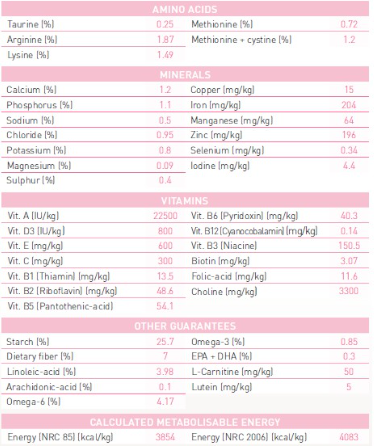 AMINO ACIDS
Taurine (%) 0.25 Methionine (%) 0.72
Arginine (%) 1.87 Methionine + cystine (%) 1.2
Lysine (%) 1.49
MINERALS
Calcium (%) 1.2 Copper (mg/kg) 15
Phosphorus (%) 1.1 Iron (mg/kg) 204
Sodium (%) 0.5 Manganese (mg/kg) 64
Chloride (%) 0.95 Zinc (mg/kg) 196
Potassium (%) 0.8 Selenium (mg/kg) 0.34
Magnesium (%) 0.09 Iodine (mg/kg) 4.4
Sulphur (%) 0.4
VITAMINS
Vit. A (IU/kg) 22500 Vit. B6 (Pyridoxin) (mg/kg) 40.3
Vit. D3 (IU/kg) 800 Vit. B12 (Cyanocobalamin) (mg/kg) 0.14
Vit. E (mg/kg) 600 Vit. B3 (Niacine) 150.5
Vit. C (mg/kg) 300 Biotin (mg/kg) 3.07
Vit. B1 (Thiamin) (mg/kg) 13.5 Folic-acid (mg/kg) 11.6
Vit. B2 (Riboflavin) (mg/kg) 48.6 Choline (mg/kg) 3300
Vit. B5 (Pantothenic-acid) 54.1
OTHER GUARANTEES
Starch (%) 25.7 Omega-3 (%) 0.85
Dietary fiber (%) 7 EPA + DHA (%) 0.3
Linoleic-acid (%) 3.98 L-Carnitine (mg/kg) 50
Arachidonic-acid (%) 0.1 Lutein (mg/kg) 5
Omega-6 (%) 4.17
CALCULATED METABOLISABLE ENERGY
Energy (NRC 85) (kcal/kg) 3854 Energy (NRC 2006) (kcal/kg) 4083